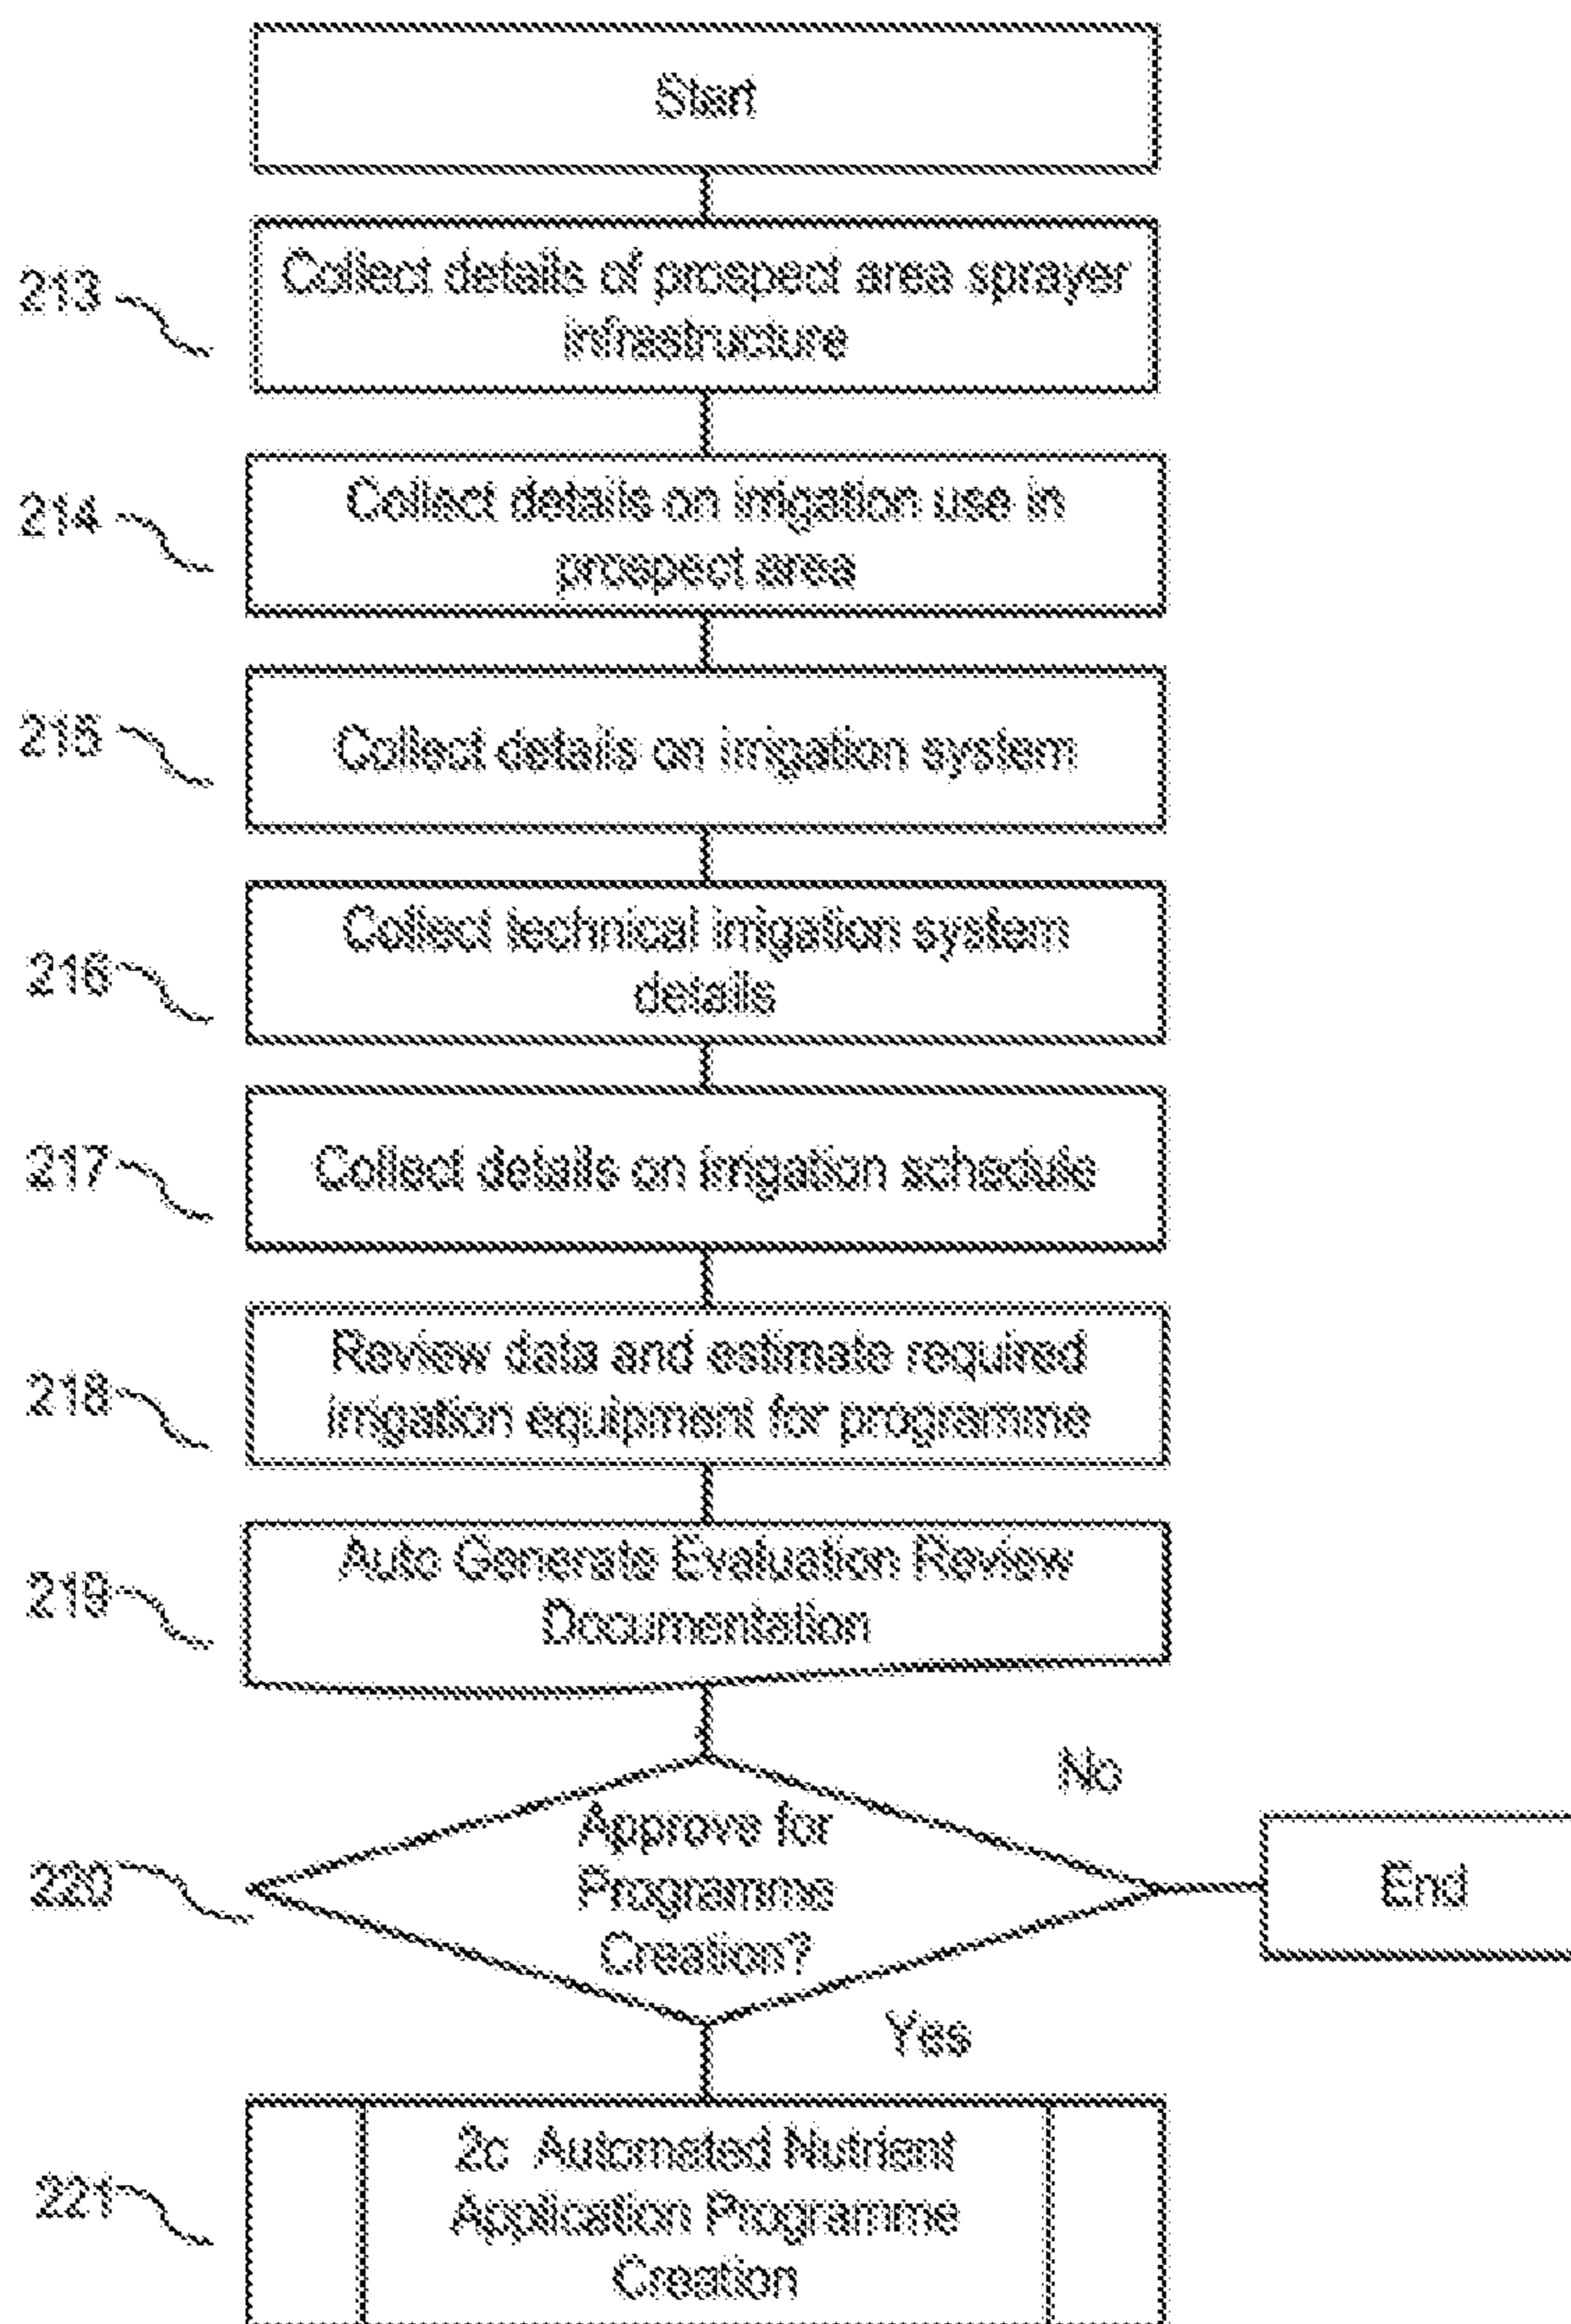 Start
213
Collect details of prospect area sprayer
infrastructure
214
Collect details on irrigation use in
prospect area
215
Collect details on irrigation system
216
Collect technical irrigation system
details
217
Collect details on irrigation schedule
218
Review data and estimate required
irrigation equipment for programme
219
Auto Generate Evaluation Review
Documentation
220
Approve for
Programme
Creation?
No
End
Yes
221
2c Automated Nutrient
Application Programme
Creation